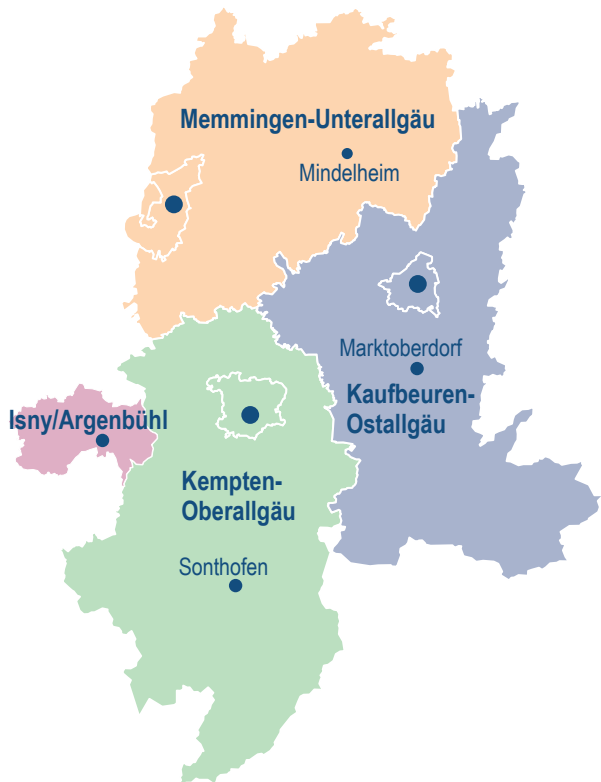 Memmingen-Unterallgäu
Mindelheim
Marktoberdorf
Kaufbeuren-
Ostallgäu
Isny/Argenbühl
Kempten-
Oberallgäu
Sonthofen